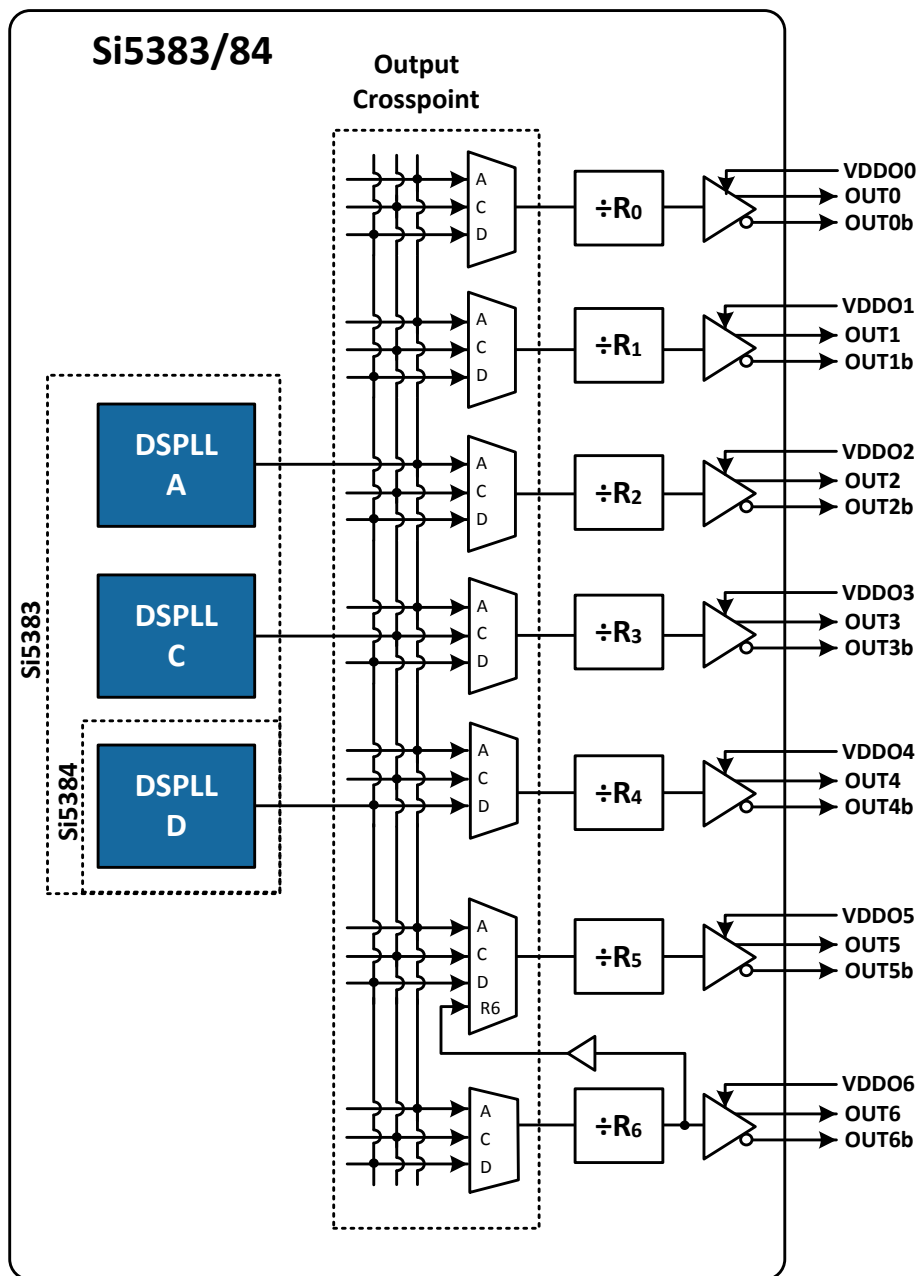 Si5383/84
Output
Crosspoint
A
C
D
÷R0
VDDO0
OUT0
OUT0b
A
C
D
÷R1
VDDO1
OUT1
OUT1b
DSPLL
A
A
C
D
÷R2
VDDO2
OUT2
OUT2b
Si5383
DSPLL
C
A
C
D
÷R3
VDDO3
OUT3
OUT3b
Si5384
DSPLL
D
A
C
D
÷R4
VDDO4
OUT4
OUT4b
A
C
D
R6
÷R5
VDDO5
OUT5
OUT5b
A
C
D
÷R6
VDDO6
OUT6
OUT6b